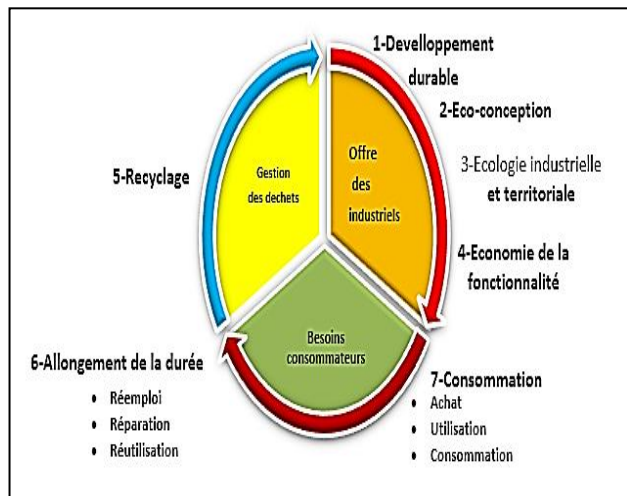 1-Develloppement
durable
2-Eco-conception
3-Ecologie industrielle
et territoriale
4-Economie de la
fonctionnalité
5-Recyclage
Gestion
des dechets
Offre
des
industriels
Besoins
consommateurs
6-Allongement de la durée
• Réemploi
• Réparation
• Réutilisation
7-Consommation
• Achat
• Utilisation
• Consommation